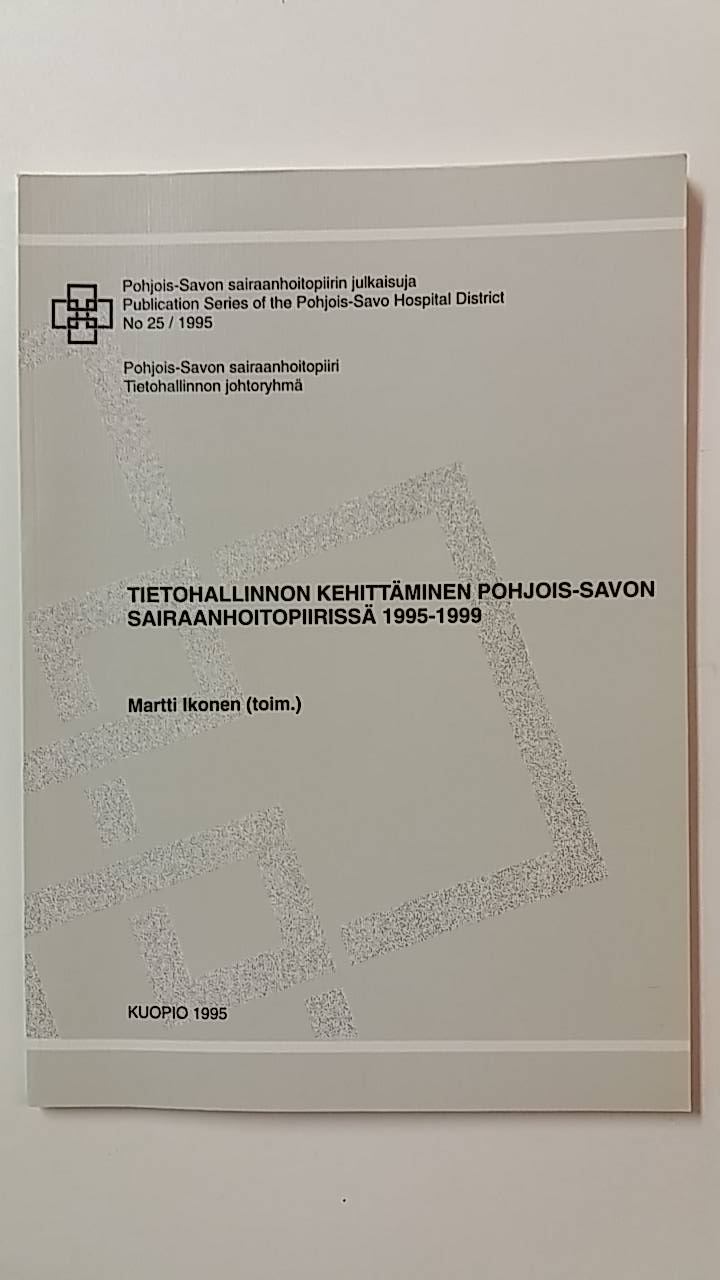 Pohjois-Savon sairaanhoitopiirin julkaisuja
Publication Series of the Pohjois-Savo Hospital District
No 25 / 1995
Pohjois-Savon sairaanhoitopiiri
Tietohallinnon johtoryhmä
TIETOHALLINNON KEHITTÄMINEN POHJOIS-SAVON
SAIRAANHOITOPIIRISSÄ 1995-1999
Martti Ikonen (toim.)
KUOPIO 1995